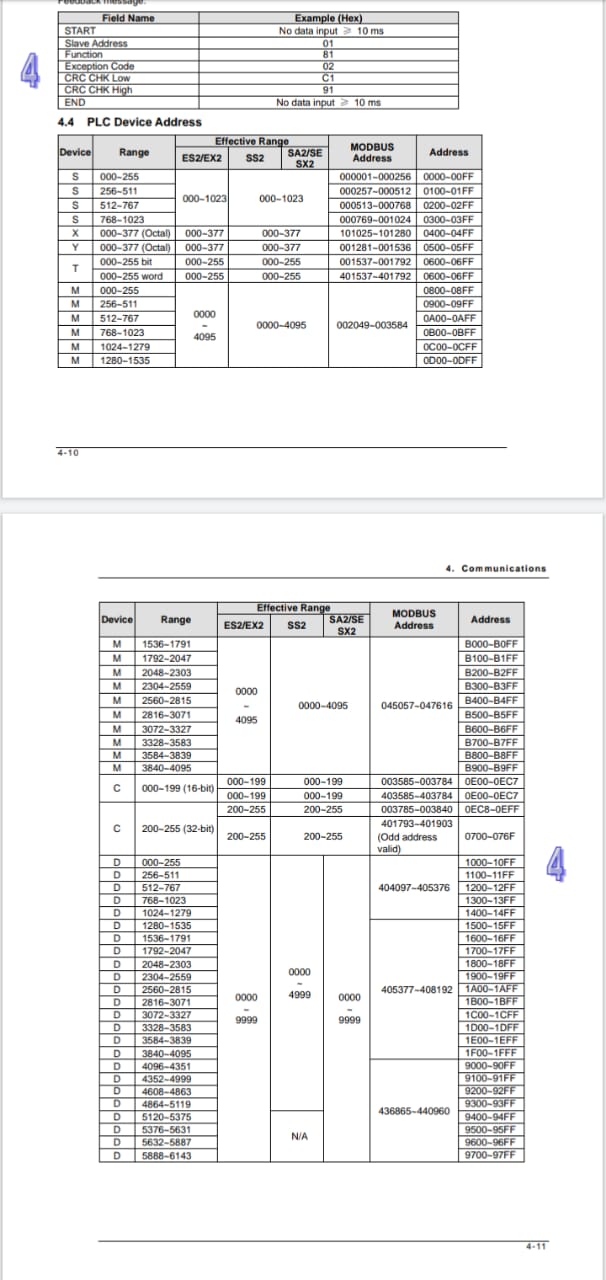 Feedback message:
Field Name Example (Hex)
START No data input ≥ 10 ms
Slave Address 01
Function 81
Exception Code 02
CRC CHK Low C1
CRC CHK High 91
END No data input ≥ 10 ms
4
4.4 PLC Device Address
Device Range Effective Range MODBUS Address Address
ES2/EX2 SS2 SA2/SE SX2
S 000~255 000~1023 000~1023 000001~000256 0000~00FF
S 256~511 000257~000512 0100~01FF
S 512~767 000513~000768 0200~02FF
S 768~1023 000769~001024 0300~03FF
X 000~377 (Octal) 000~377 000~377 101025~101280 0400~04FF
Y 000~377 (Octal) 000~377 000~377 001281~001536 0500~05FF
T 000~255 bit 000~255 000~255 001537~001792 0600~06FF
000~255 word 000~255 000~255 401537~401792 0600~06FF
M 000~255 0000 ~ 4095 0000~4095 002049~003584 0800~08FF
M 256~511 0900~09FF
M 512~767 0A00~0AFF
M 768~1023 0B00~0BFF
M 1024~1279 0C00~0CFF
M 1280~1535 0D00~0DFF
4-10
4. Communications
Device Range Effective Range MODBUS Address Address
ES2/EX2 SS2 SA2/SE SX2
M 1536~1791 0000 ~ 4095 0000~4095 045057~047616 B000~B0FF
M 1792~2047 B100~B1FF
M 2048~2303 B200~B2FF
M 2304~2559 B300~B3FF
M 2560~2815 B400~B4FF
M 2816~3071 B500~B5FF
M 3072~3327 B600~B6FF
M 3328~3583 B700~B7FF
M 3584~3839 B800~B8FF
M 3840~4095 B900~B9FF
C 000~199 (16-bit) 000~199 000~199 003585~003784 0E00~0EC7
000~199 000~199 403585~403784 0E00~0EC7
C 200~255 (32-bit) 200~255 200~255 003785~003840 0EC8~0EFF
200~255 200~255 401793~401903 (Odd address valid) 0700~076F
D 000~255 0000 ~ 9999 0000 ~ 4999 0000 ~ 9999 404097~405376 1000~10FF
D 256~511 1100~11FF
D 512~767 1200~12FF
D 768~1023 1300~13FF
D 1024~1279 1400~14FF
D 1280~1535 405377~408192 1500~15FF
D 1536~1791 1600~16FF
D 1792~2047 1700~17FF
D 2048~2303 1800~18FF
D 2304~2559 1900~19FF
D 2560~2815 1A00~1AFF
D 2816~3071 1B00~1BFF
D 3072~3327 1C00~1CFF
D 3328~3583 1D00~1DFF
D 3584~3839 1E00~1EFF
D 3840~4095 1F00~1FFF
D 4096~4351 436865~440960 9000~90FF
D 4352~4999 9100~91FF
D 4608~4863 9200~92FF
D 4864~5119 9300~93FF
D 5120~5375 N/A 9400~94FF
D 5376~5631 9500~95FF
D 5632~5887 9600~96FF
D 5888~6143 9700~97FF
4
4-11